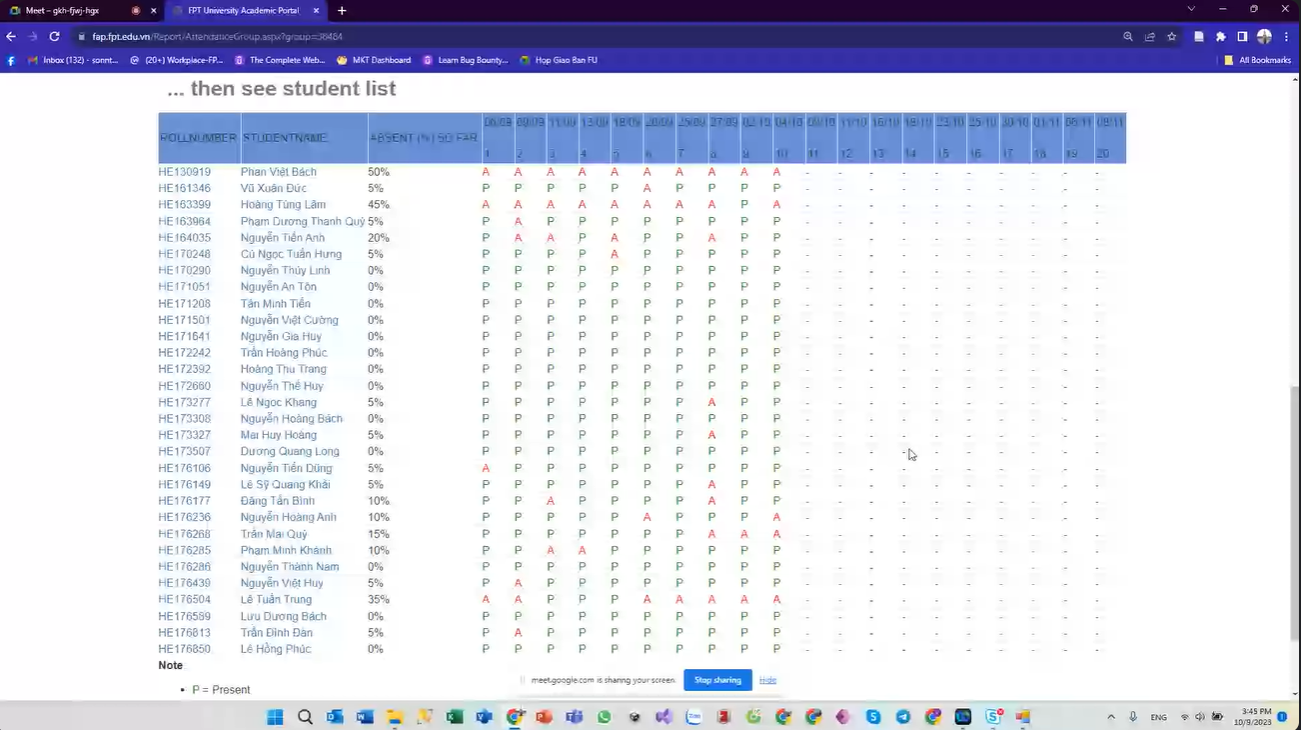 Meet – gkh-fjwj-hgx
FPT University Academic Portal
fap.fpt.edu.vn/Report/AttendanceGroup.aspx?group=38484
Inbox (132) - sonnt...
(20+) Workplace-FP...
The Complete Web...
MKT Dashboard
Learn Bug Bounty...
Họp Giao Ban FU
All Bookmarks
... then see student list
ROLLNUMBER STUDENTNAME ABSENT (%) SO FAR 06/09 11/09 13/09 18/09 25/09 27/09 02/10 04/10 09/10 11/10 16/10 18/10 23/10 25/10 30/10 01/11 06/11 08/11
1 2 3 4 5 6 7 8 9 10 11 12 13 14 15 16 17 18 19 20
HE130919 Phan Việt Bách 50% A A A A A A A A A A - - - - - - - - - -
HE161346 Vũ Xuân Đức 5% P P P P P A P P P P - - - - - - - - - -
HE163399 Hoàng Tùng Lâm 45% A A A A A A A A P A - - - - - - - - - -
HE163964 Phạm Dương Thanh Quý 5% P A P P P P P P P P - - - - - - - - - -
HE164035 Nguyễn Tiến Anh 20% P A A P A P P A P P - - - - - - - - - -
HE170248 Cù Ngọc Tuấn Hưng 5% P P P P A P P P P P - - - - - - - - - -
HE170290 Nguyễn Thùy Linh 0% P P P P P P P P P P - - - - - - - - - -
HE171051 Nguyễn An Tôn 0% P P P P P P P P P P - - - - - - - - - -
HE171208 Tân Minh Tiến 0% P P P P P P P P P P - - - - - - - - - -
HE171501 Nguyễn Việt Cường 0% P P P P P P P P P P - - - - - - - - - -
HE171641 Nguyễn Gia Huy 0% P P P P P P P P P P - - - - - - - - - -
HE172242 Trần Hoàng Phúc 0% P P P P P P P P P P - - - - - - - - - -
HE172392 Hoàng Thu Trang 0% P P P P P P P P P P - - - - - - - - - -
HE172660 Nguyễn Thế Huy 0% P P P P P P P P P P - - - - - - - - - -
HE173277 Lê Ngọc Khang 5% P P P P P P P A P P - - - - - - - - - -
HE173308 Nguyễn Hoàng Bách 0% P P P P P P P P P P - - - - - - - - - -
HE173327 Mai Huy Hoàng 5% P P P P P P P A P P - - - - - - - - - -
HE173507 Dương Quang Long 0% P P P P P P P P P P - - - - - - - - - -
HE176106 Nguyễn Tiến Dũng 5% A P P P P P P P P P - - - - - - - - - -
HE176149 Lê Sỹ Quang Khải 5% P P P P P P P A P P - - - - - - - - - -
HE176177 Đặng Tấn Bình 10% P P A P P P P A P P - - - - - - - - - -
HE176236 Nguyễn Hoàng Anh 10% P P P P P A P P P A - - - - - - - - - -
HE176268 Trần Mai Quý 15% P P P P P P P A A A - - - - - - - - - -
HE176285 Phạm Minh Khánh 10% P P A A P P P P P P - - - - - - - - - -
HE176286 Nguyễn Thành Nam 0% P P P P P P P P P P - - - - - - - - - -
HE176439 Nguyễn Việt Huy 5% P A P P P P P P P P - - - - - - - - - -
HE176504 Lê Tuấn Trung 35% A A P P P A A A A A - - - - - - - - - -
HE176589 Lưu Dương Bách 0% P P P P P P P P P P - - - - - - - - - -
HE176813 Trần Đình Đàn 5% P A P P P P P P P P - - - - - - - - - -
HE176850 Lê Hồng Phúc 0% P P P P P P P P P P - - - - - - - - - -
Note
• P = Present
meet.google.com is sharing your screen.
Stop sharing
Hide
ENG
3:45 PM
10/9/2023